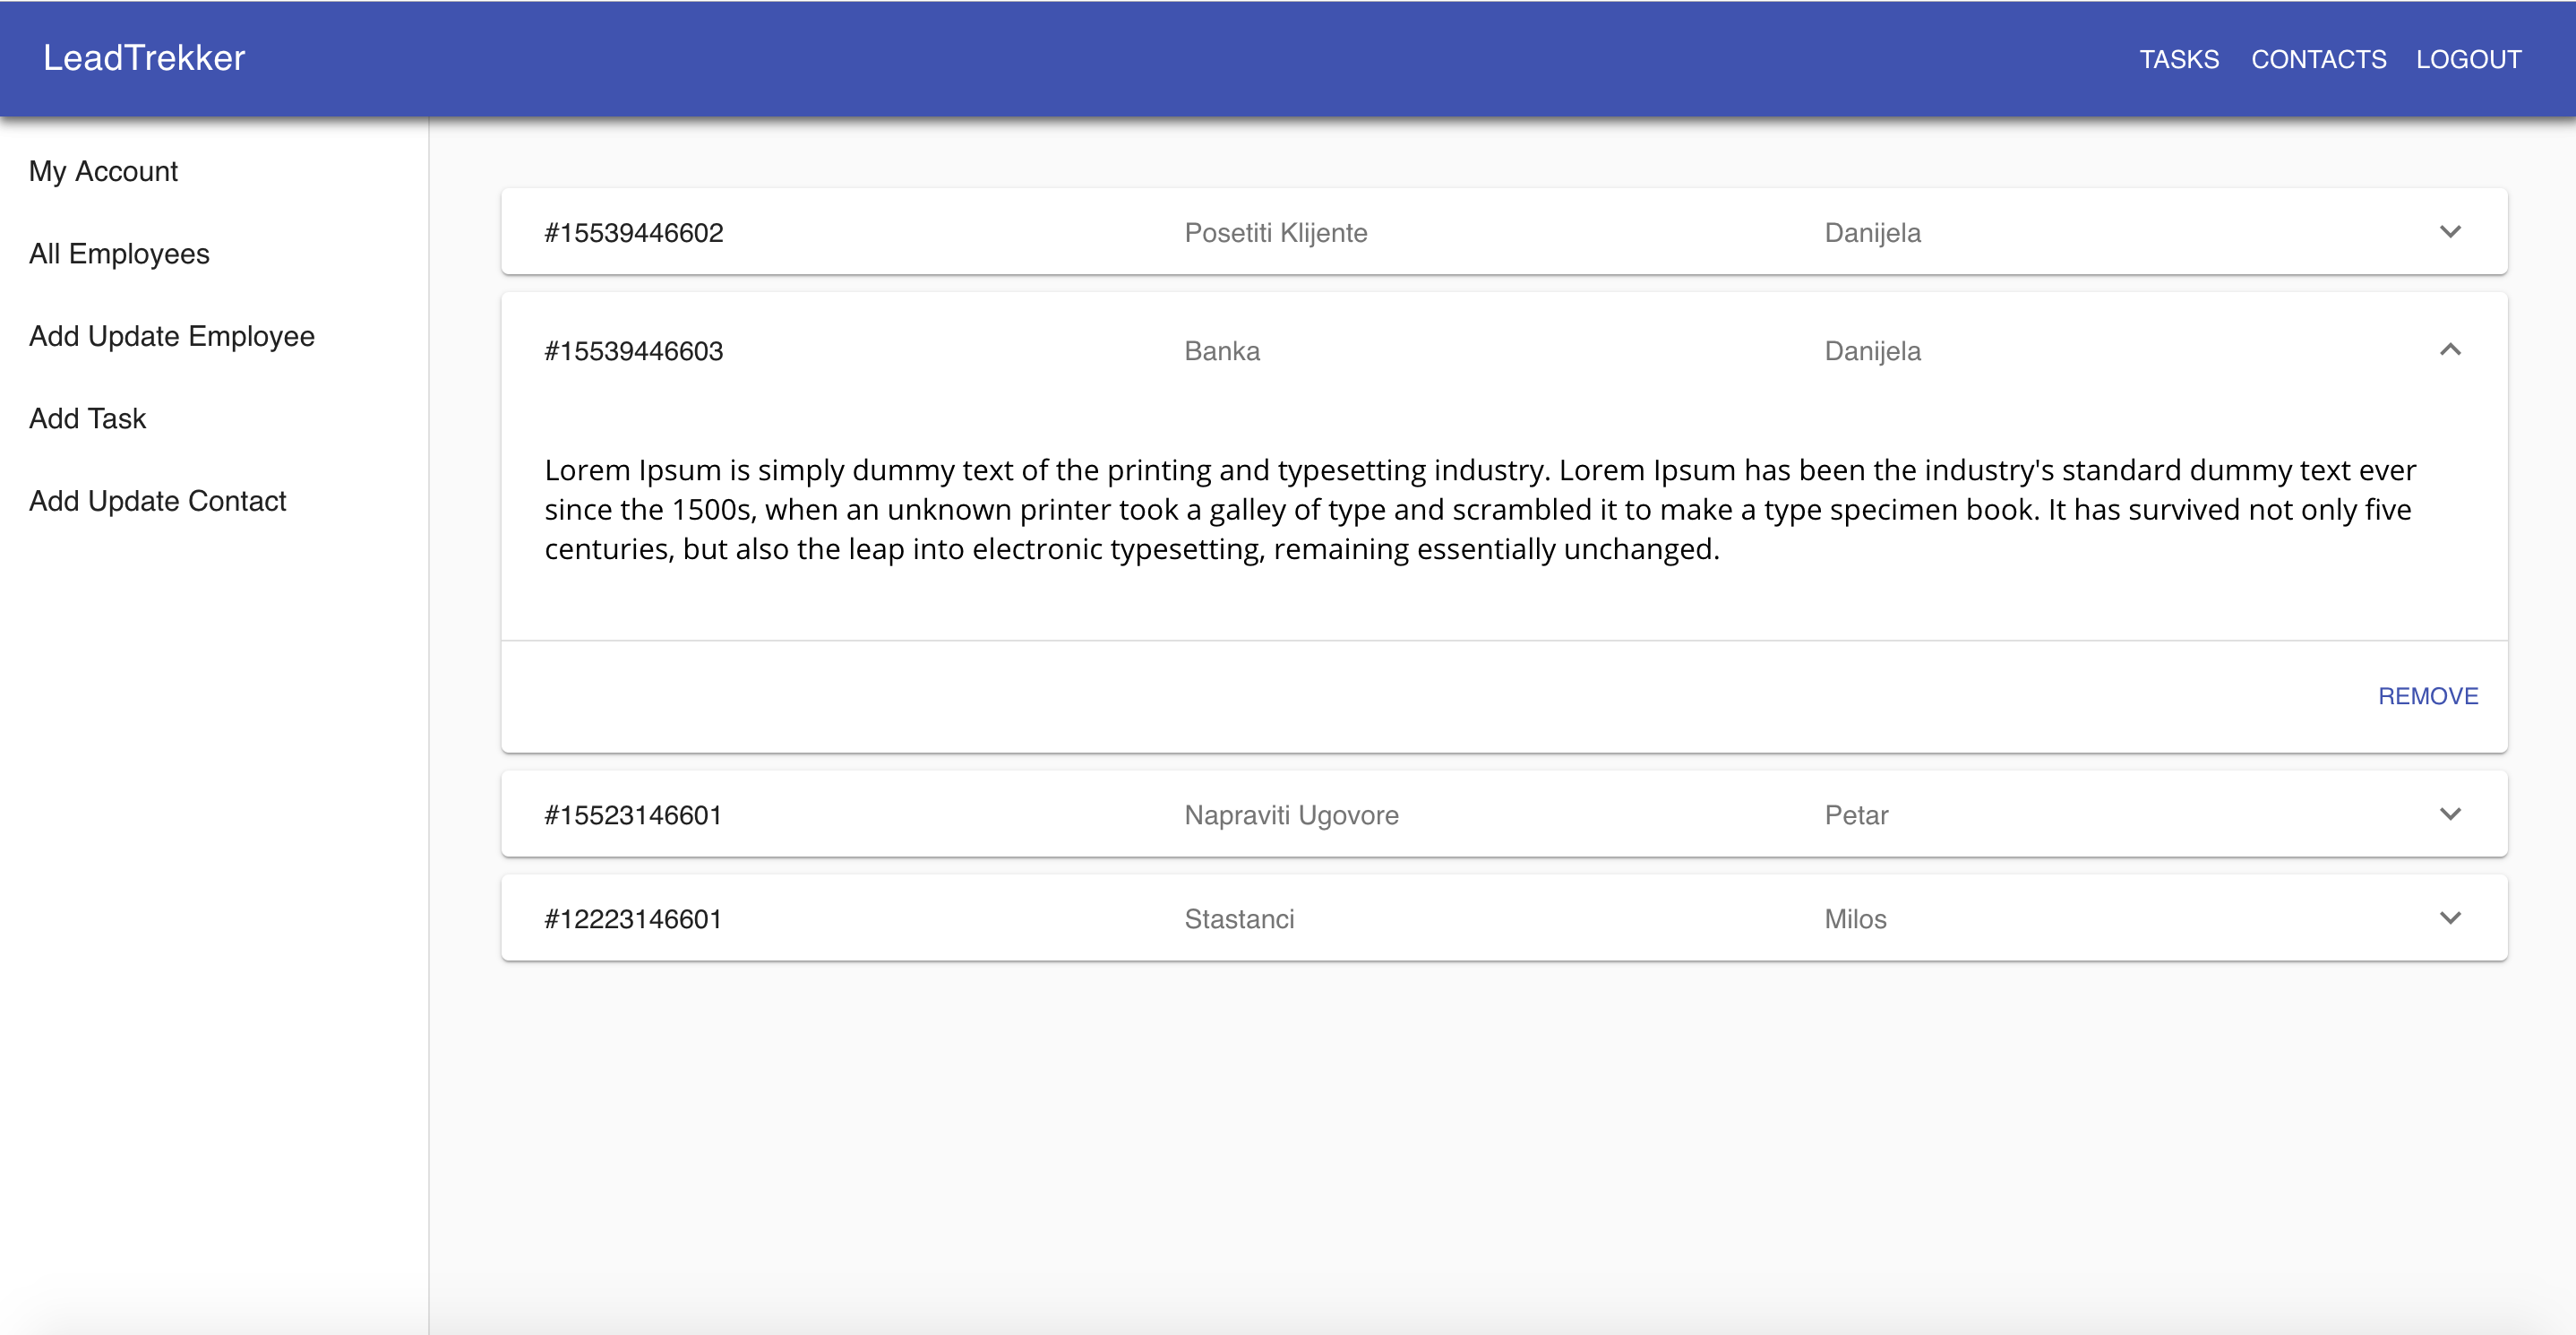 LeadTrekker
TASKS CONTACTS LOGOUT
My Account
All Employees
Add Update Employee
Add Task
Add Update Contact
#15539446602 Posetiti Klijente Danijela
#15539446603 Banka Danijela
Lorem Ipsum is simply dummy text of the printing and typesetting industry. Lorem Ipsum has been the industry's standard dummy text ever
since the 1500s, when an unknown printer took a galley of type and scrambled it to make a type specimen book. It has survived not only five
centuries, but also the leap into electronic typesetting, remaining essentially unchanged.
REMOVE
#15523146601 Napraviti Ugovore Petar
#12223146601 Stastanci Milos